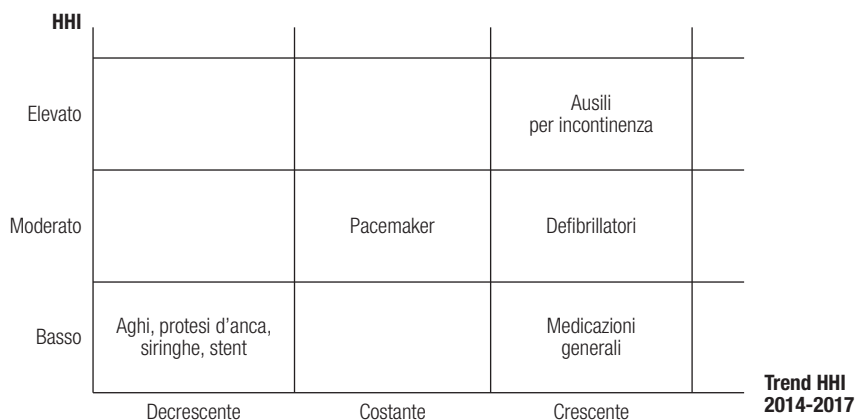 HHI
Elevato
Ausili
per incontinenza
Moderato
Pacemaker
Defibrillatori
Basso
Aghi, protesi d'anca,
siringhe, stent
Medicazioni
generali
Trend HHI
2014-2017
Decrescente
Costante
Crescente